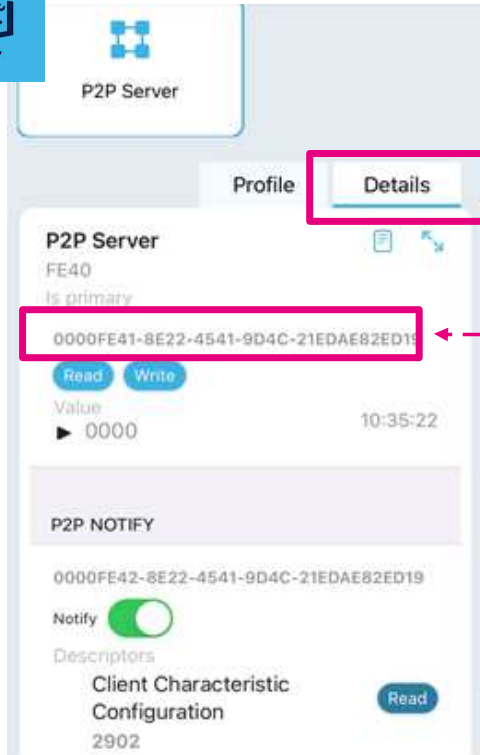 P2P Server
Profile
Details
P2P Server
FE40
Is primary
0000FE41-8E22-4541-9D4C-21EDAE82ED19
Read
Write
Value
▶ 0000
10:35:22
P2P NOTIFY
0000FE42-8E22-4541-9D4C-21EDAE82ED19
Notify
Descriptors
Client Characteristic
Configuration
Read
2902